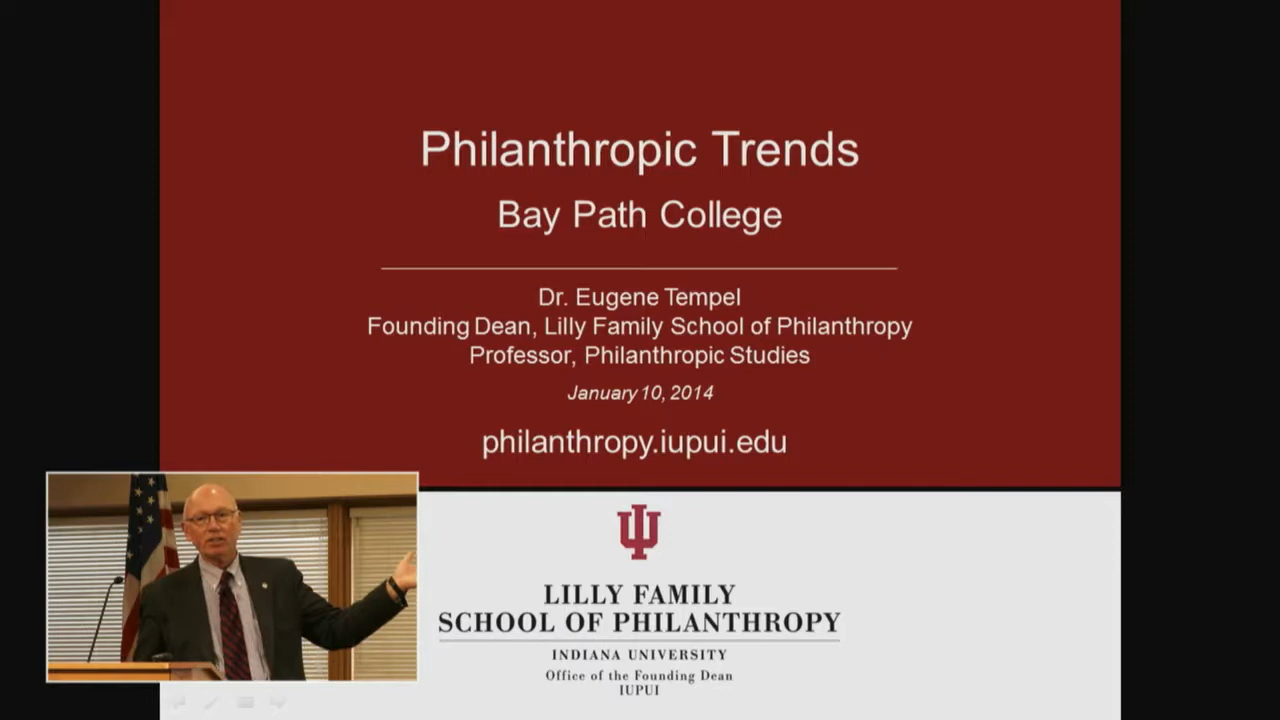 Philanthropic Trends
Bay Path College
Dr. Eugene Tempel
Founding Dean, Lilly Family School of Philanthropy
Professor, Philanthropic Studies
January 10, 2014
philanthropy.iupui.edu
LILLY FAMILY
SCHOOL OF PHILANTHROPY
INDIANA UNIVERSITY
Office of the Founding Dean
IUPUI